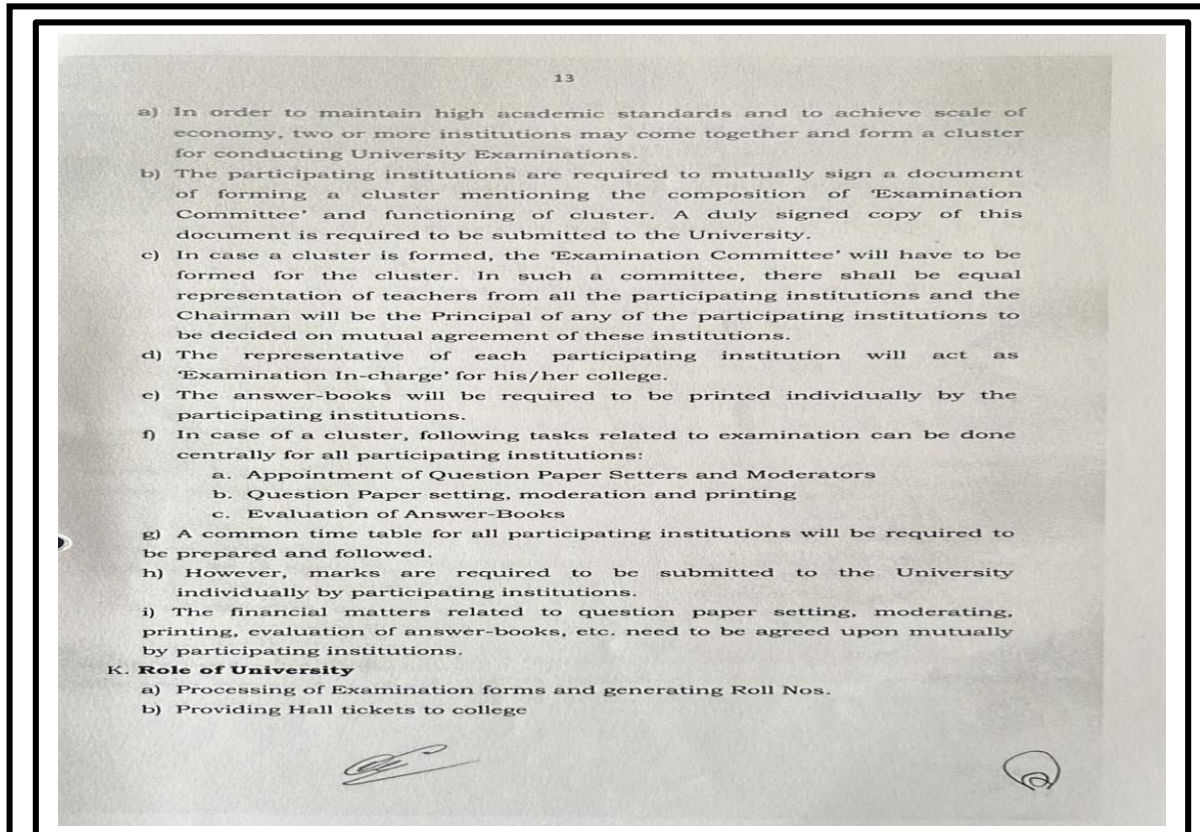 13
a) In order to maintain high academic standards and to achieve scale of
economy, two or more institutions may come together and form a cluster
for conducting University Examinations.
b) The participating institutions are required to mutually sign a document
of forming a cluster mentioning the composition of 'Examination
Committee' and functioning of cluster. A duly signed copy of this
document is required to be submitted to the University.
c) In case a cluster is formed, the 'Examination Committee' will have to be
formed for the cluster. In such a committee, there shall be equal
representation of teachers from all the participating institutions and the
Chairman will be the Principal of any of the participating institutions to
be decided on mutual agreement of these institutions.
d) The representative of each participating institution will act as
'Examination In-charge' for his/her college.
e) The answer-books will be required to be printed individually by the
participating institutions.
f) In case of a cluster, following tasks related to examination can be done
centrally for all participating institutions:
a. Appointment of Question Paper Setters and Moderators
b. Question Paper setting, moderation and printing
c. Evaluation of Answer-Books
g) A common time table for all participating institutions will be required to
be prepared and followed.
h) However, marks are required to be submitted to the University
individually by participating institutions.
i) The financial matters related to question paper setting, moderating,
printing, evaluation of answer-books, etc. need to be agreed upon mutually
by participating institutions.
K. Role of University
a) Processing of Examination forms and generating Roll Nos.
b) Providing Hall tickets to college